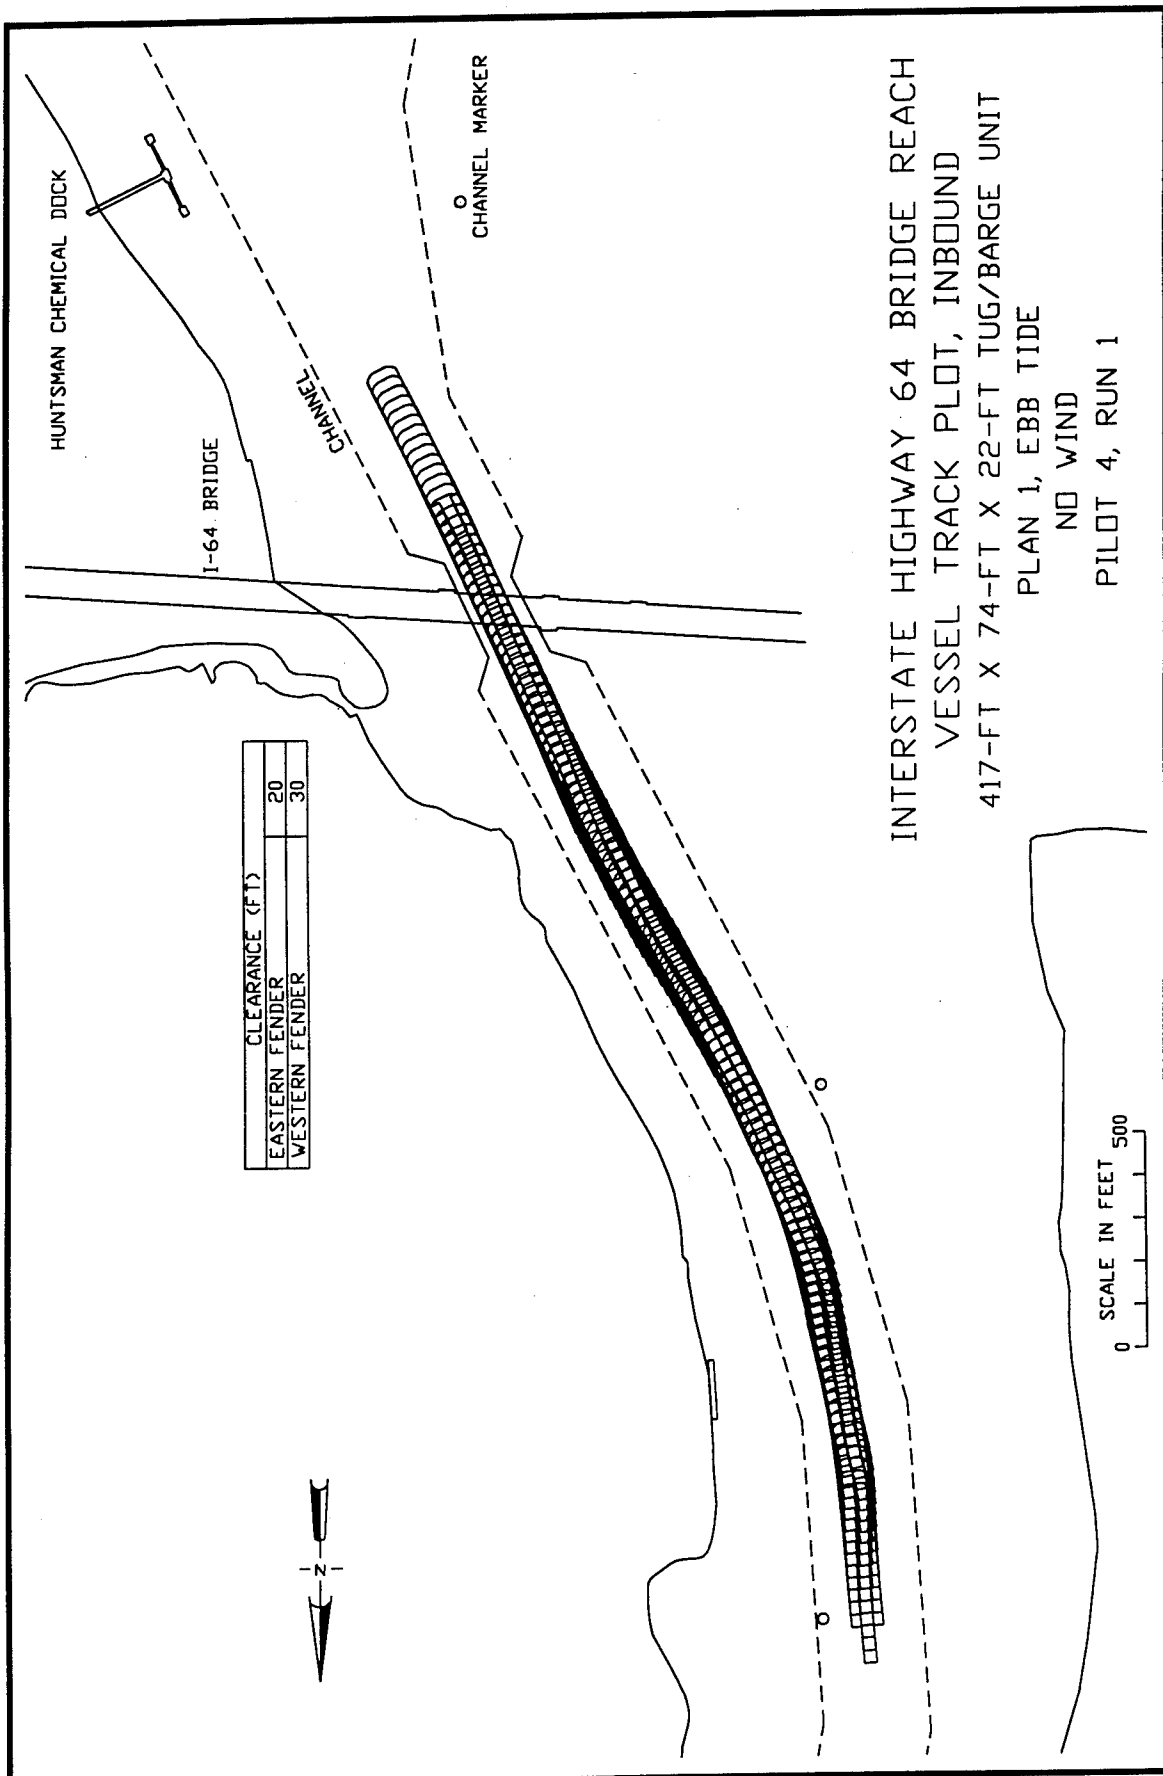 HUNTSMAN CHEMICAL DOCK
I-64 BRIDGE
CHANNEL
CHANNEL MARKER
CLEARANCE (FT)
EASTERN FENDER 20
WESTERN FENDER 30
N
SCALE IN FEET
0 500
INTERSTATE HIGHWAY 64 BRIDGE REACH
VESSEL TRACK PLOT, INBOUND
417-FT X 74-FT X 22-FT TUG/BARGE UNIT
PLAN 1, EBB TIDE
NO WIND
PILOT 4, RUN 1